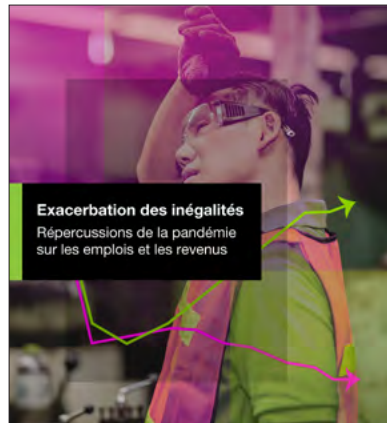 Exacerbation des inégalités
Répercussions de la pandémie
sur les emplois et les revenus